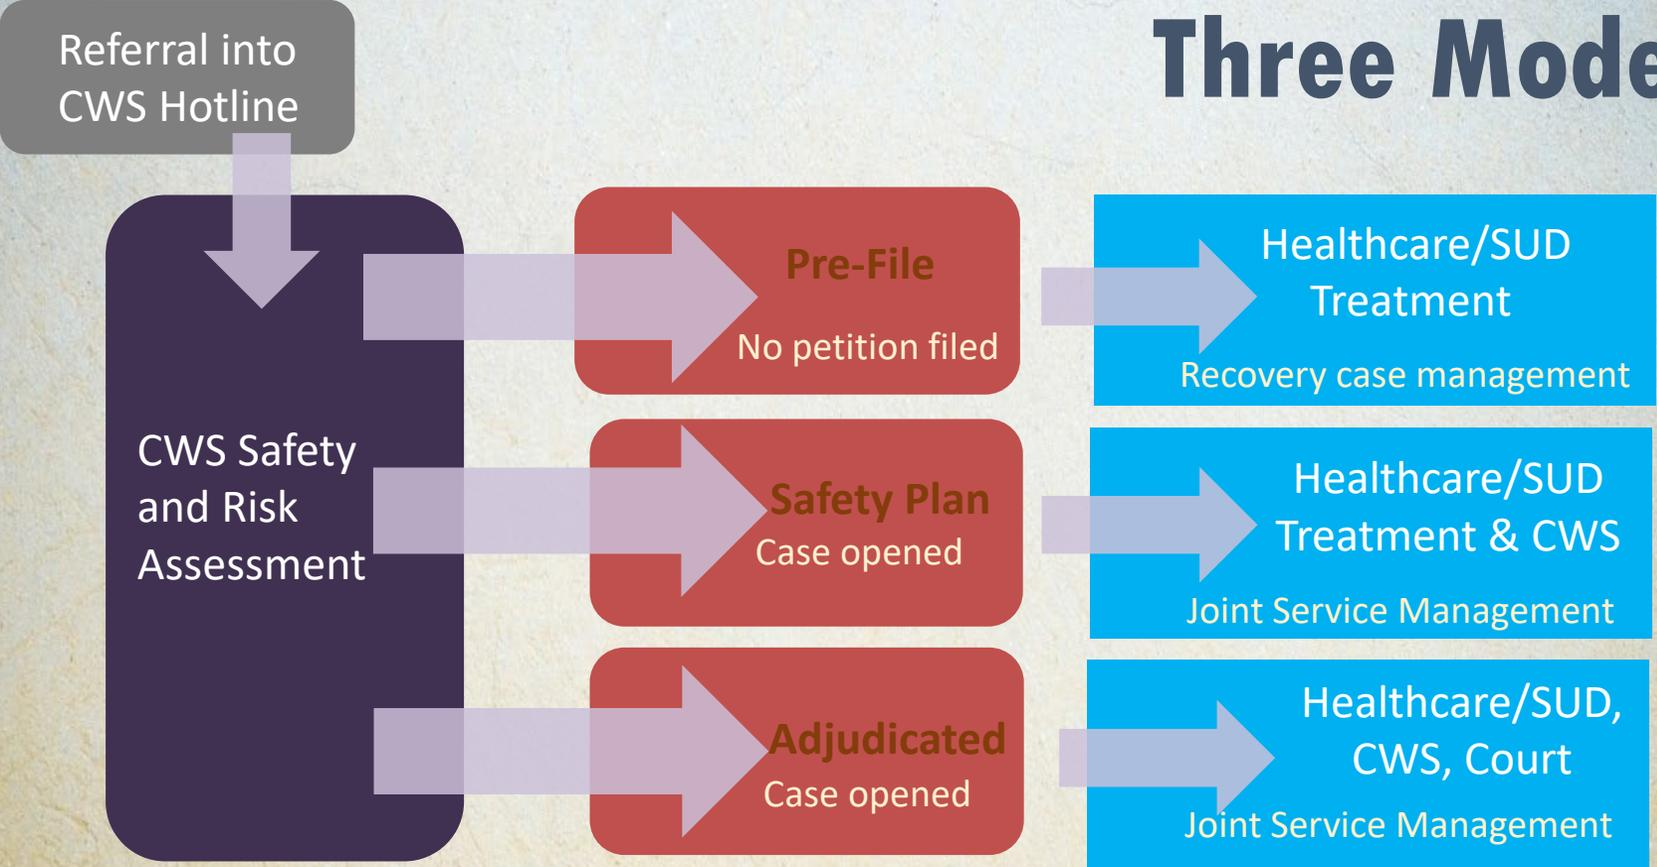 Referral into
CWS Hotline
Three Mode
CWS Safety
and Risk
Assessment
Pre-File
No petition filed
Healthcare/SUD
Treatment
Recovery case management
Safety Plan
Case opened
Healthcare/SUD
Treatment & CWS
Joint Service Management
Adjudicated
Case opened
Healthcare/SUD,
CWS, Court
Joint Service Management